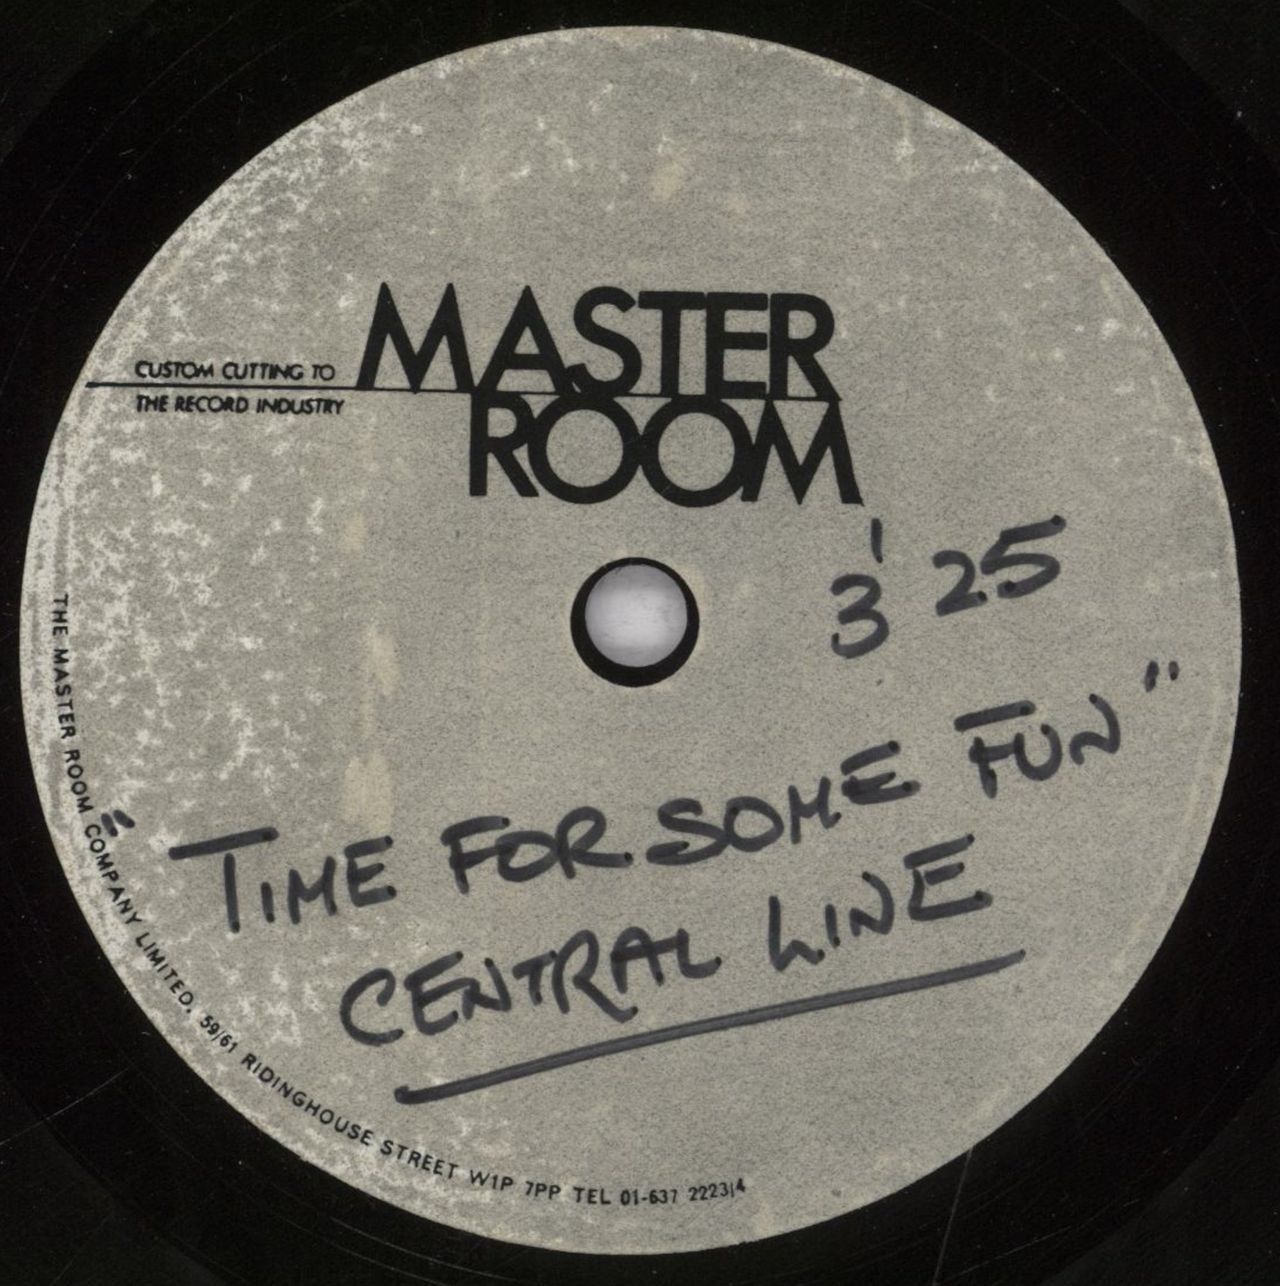 MASTER
ROOM
CUSTOM CUTTING TO
THE RECORD INDUSTRY
3' 25
"TIME FOR SOME FUN"
CENTRAL LINE
THE MASTER ROOM COMPANY LIMITED. 59/61 RIDINGHOUSE STREET W1P 7PP TEL 01-637 2223/4